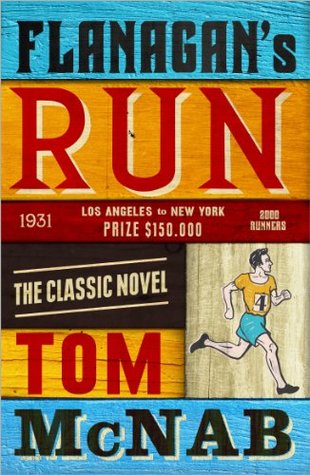 FLANAGAN's
RUN
1931
LOS ANGELES to NEW YORK
PRIZE $150.000
2000
RUNNERS
THE CLASSIC NOVEL
4
TOM
McNAB